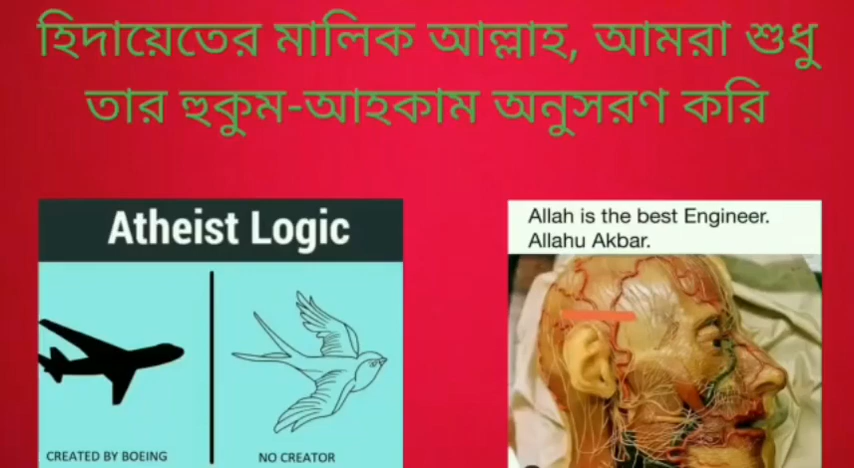 হিদায়েতের মালিক আল্লাহ, আমরা শুধু
তার হুকুম-আহকাম অনুসরণ করি
Atheist Logic
CREATED BY BOEING
NO CREATOR
Allah is the best Engineer.
Allahu Akbar.